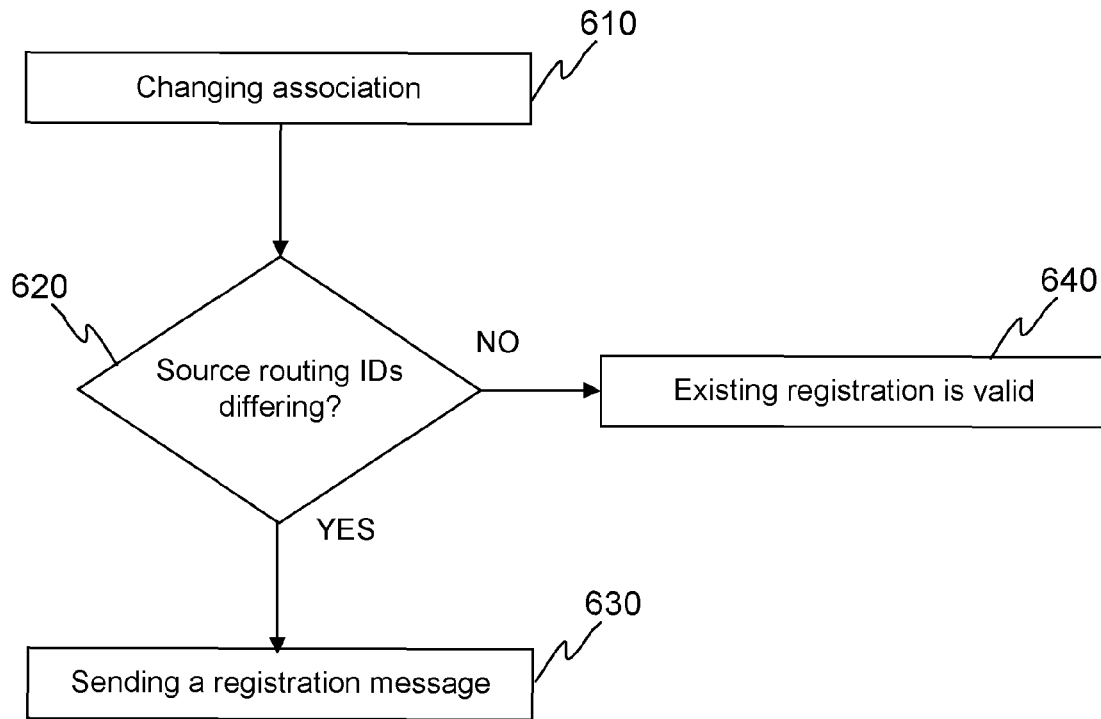 610
Changing association
620
640
Source routing IDs
differing?
NO
Existing registration is valid
YES
630
Sending a registration message